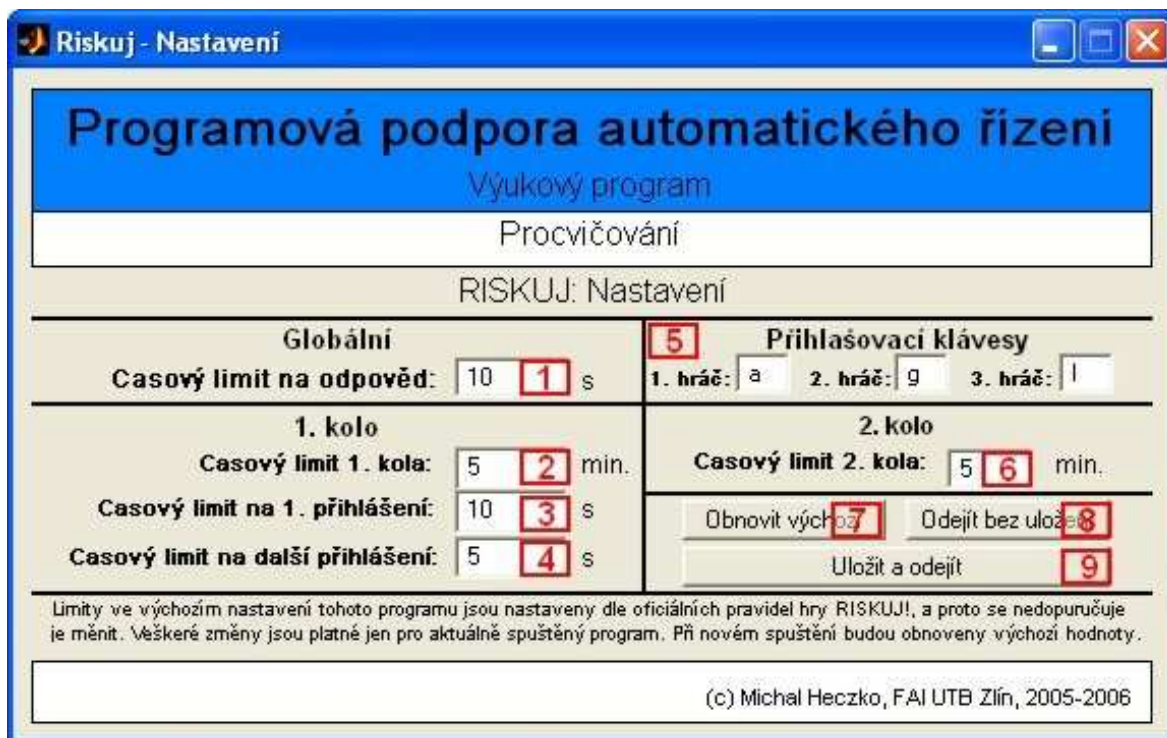 Riskuj - Nastavení
Programová podpora automatického řízeni
Výukový program
Procvičování
RISKUJ: Nastavení
Globální
Casový limit na odpověd: 10 1 s
5 Přihlašovací klávesy
1. hráč: a 2. hráč: g 3. hráč: l
1. kolo
Casový limit 1. kola: 5 2 min.
Casový limit na 1. přihlášení: 10 3 s
Casový limit na další přihlášení: 5 4 s
2. kolo
Casový limit 2. kola: 5 6 min.
Obnovit výchozí 7 Odejít bez uložení 8
Uložit a odejít 9
Limity ve výchozím nastavení tohoto programu jsou nastaveny dle oficiálních pravidel hry RISKUJ!, a proto se nedopuručuje
je měnit. Veškeré změny jsou platné jen pro aktuálně spuštěný program. Při novém spuštění budou obnoveny výchozí hodnoty.
(c) Michal Heczko, FAI UTB Zlín, 2005-2006